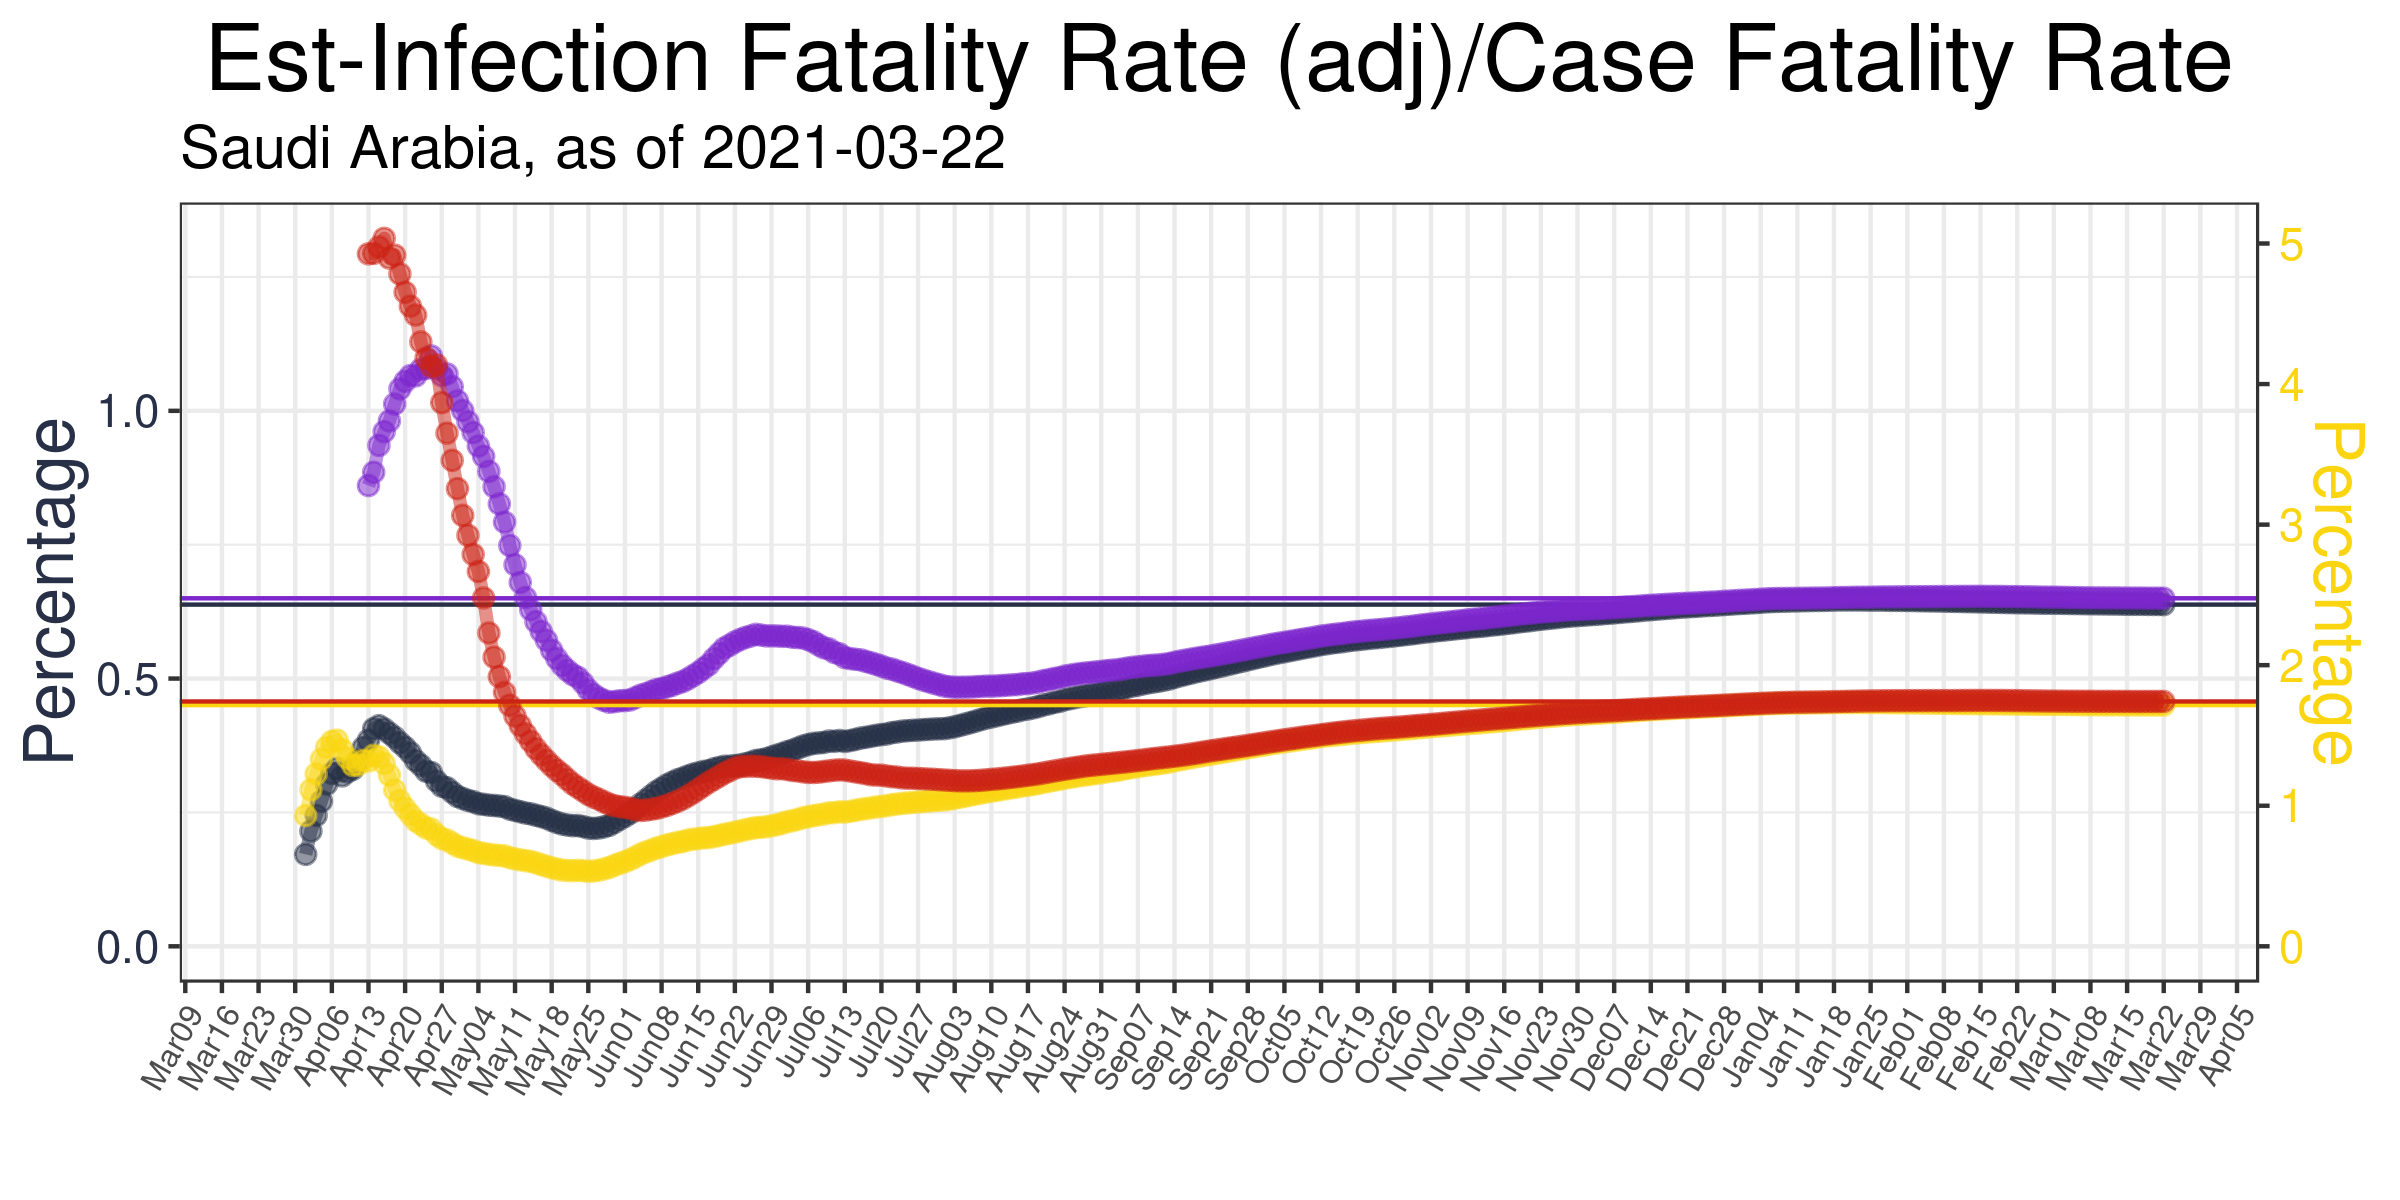 Est-Infection Fatality Rate (adj)/Case Fatality Rate
Saudi Arabia, as of 2021-03-22
Percentage
1.0
0.5
0.0
5
4
3
2
1
0
Percentage
Mar09
Mar16
Mar23
Mar30
Apr06
Apr13
Apr20
Apr27
May04
May11
May18
May25
Jun01
Jun08
Jun15
Jun22
Jun29
Jul06
Jul13
Jul20
Jul27
Aug03
Aug10
Aug17
Aug24
Aug31
Sep07
Sep14
Sep21
Sep28
Oct05
Oct12
Oct19
Oct26
Nov02
Nov09
Nov16
Nov23
Nov30
Dec07
Dec14
Dec21
Dec28
Jan04
Jan11
Jan18
Jan25
Feb01
Feb08
Feb15
Feb22
Mar01
Mar08
Mar15
Mar22
Mar29
Apr05